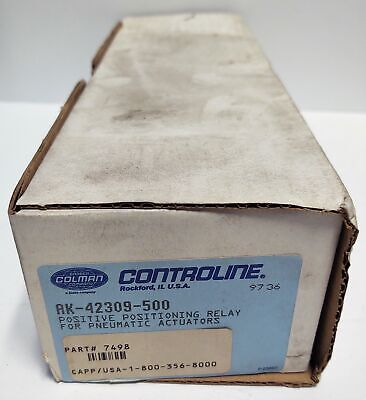 COLMAN
CONTROLINE®
Rockford, IL U.S.A.
9736
AK-42309-500
POSITIVE POSITIONING RELAY
FOR PNEUMATIC ACTUATORS
PART# 7498
CAPP/USA-1-800-356-8000